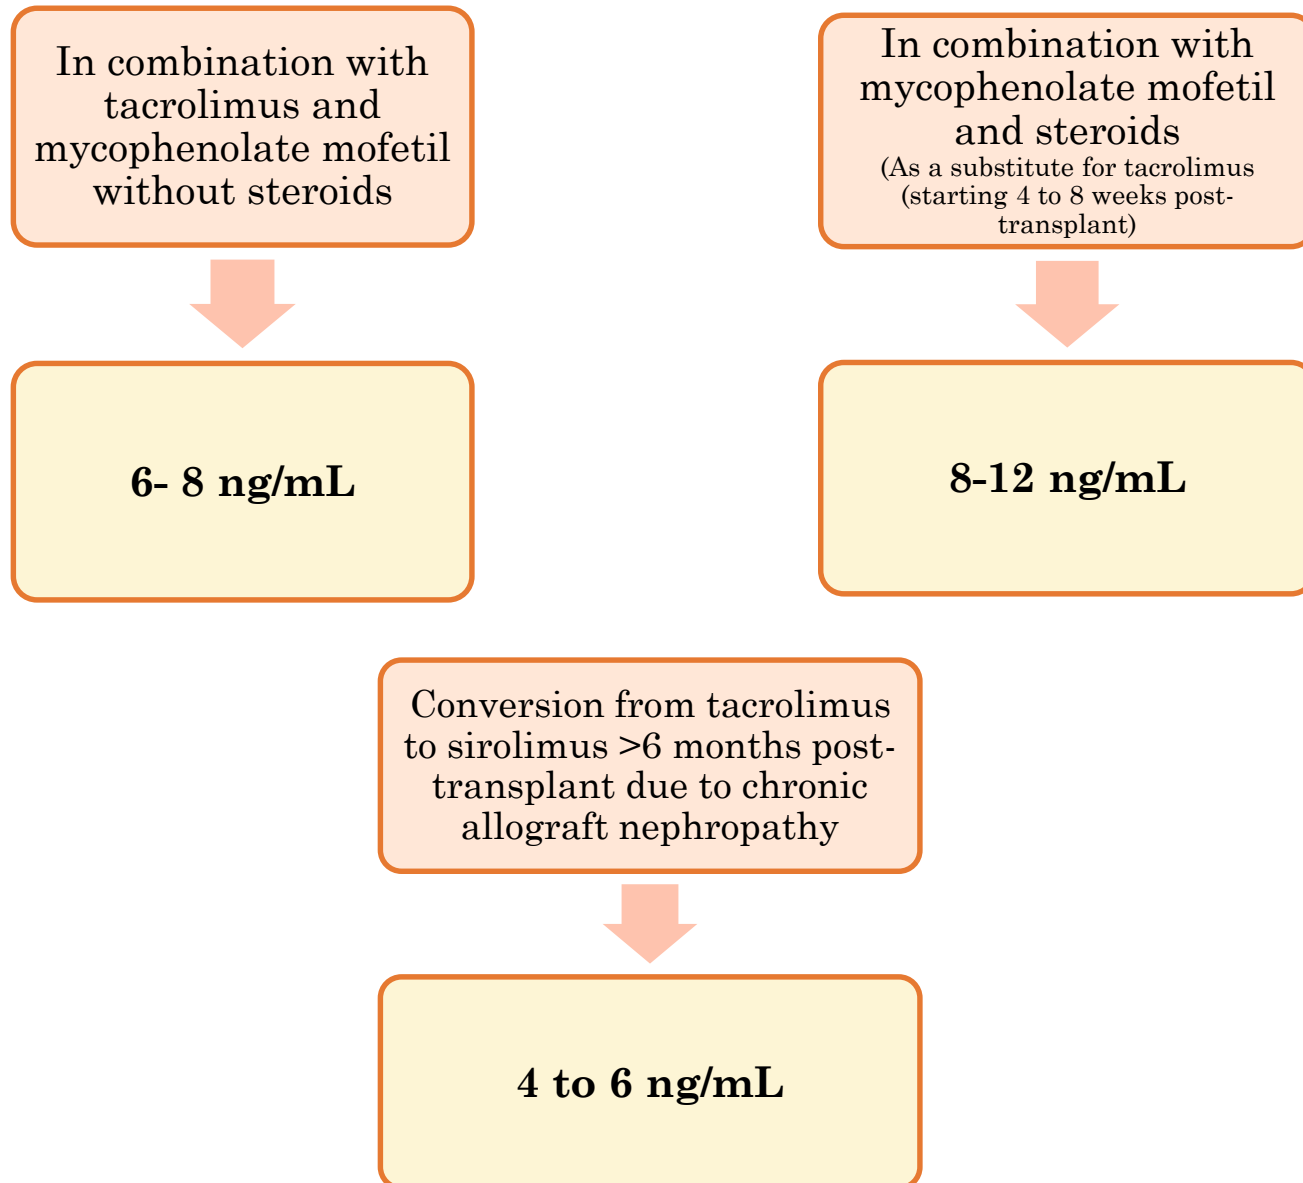 In combination with
tacrolimus and
mycophenolate mofetil
without steroids
6- 8 ng/mL
In combination with
mycophenolate mofetil
and steroids
(As a substitute for tacrolimus
(starting 4 to 8 weeks post-
transplant)
8-12 ng/mL
Conversion from tacrolimus
to sirolimus >6 months post-
transplant due to chronic
allograft nephropathy
4 to 6 ng/mL